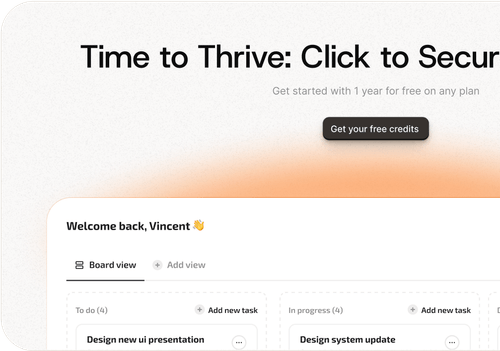 Time to Thrive: Click to Secur
Get started with 1 year for free on any plan
Get your free credits
Welcome back, Vincent 👋
Board view + Add view
To do (4) + Add new task In progress (4) + Add new task
Design new ui presentation ... Design system update ...